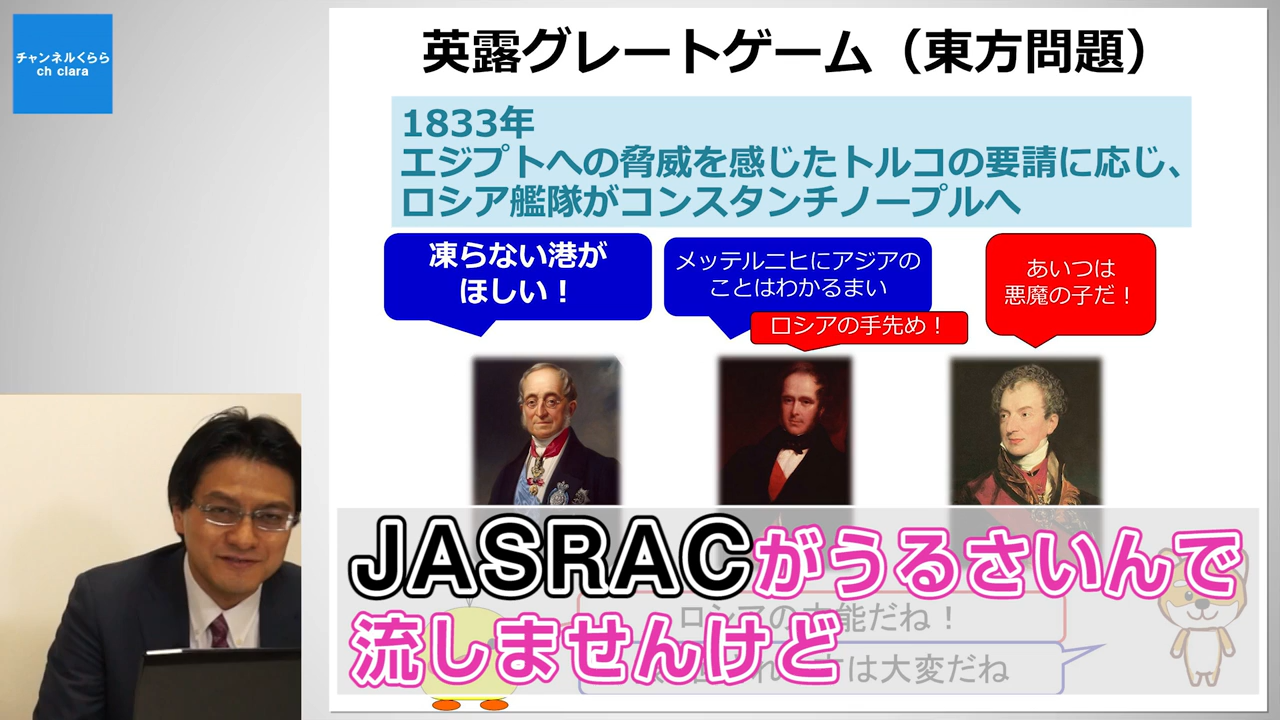 チャンネルくらら
ch clara
英露グレートゲーム（東方問題）
1833年
エジプトへの脅威を感じたトルコの要請に応じ、
ロシア艦隊がコンスタンチノープルへ
凍らない港が
ほしい！
メッテルニヒにアジアの
ことはわかるまい
ロシアの手先め！
あいつは
悪魔の子だ！
JASRACがうるさいんで
流しませんけど
ロシアの本能だね！
は大変だね